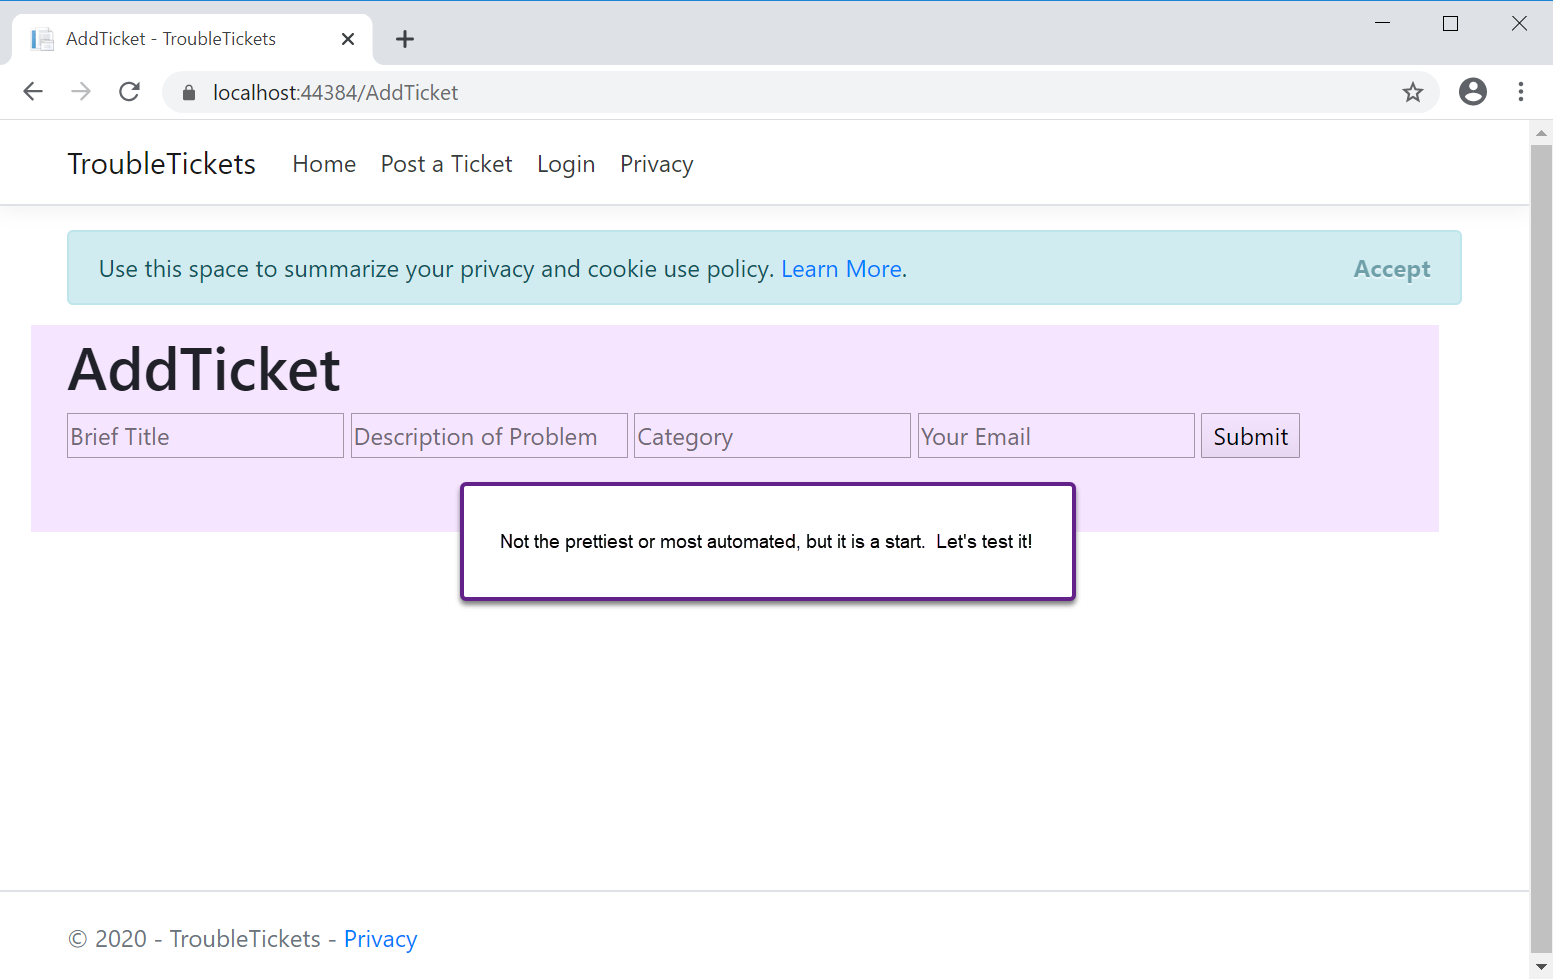 AddTicket - TroubleTickets
localhost:44384/AddTicket
TroubleTickets Home Post a Ticket Login Privacy
Use this space to summarize your privacy and cookie use policy. Learn More. Accept
AddTicket
Brief Title Description of Problem Category Your Email Submit
Not the prettiest or most automated, but it is a start.  Let's test it!
© 2020 - TroubleTickets - Privacy